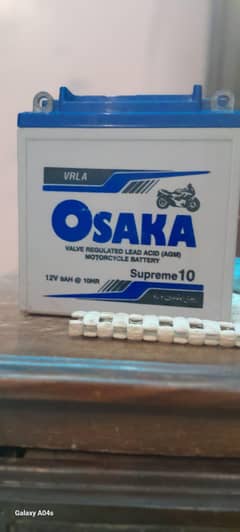 VRLA
OSAKA
VALVE REGULATED LEAD ACID (AGM)
MOTORCYCLE BATTERY
Supreme 10
12V 9AH @ 10HR
Galaxy A04s